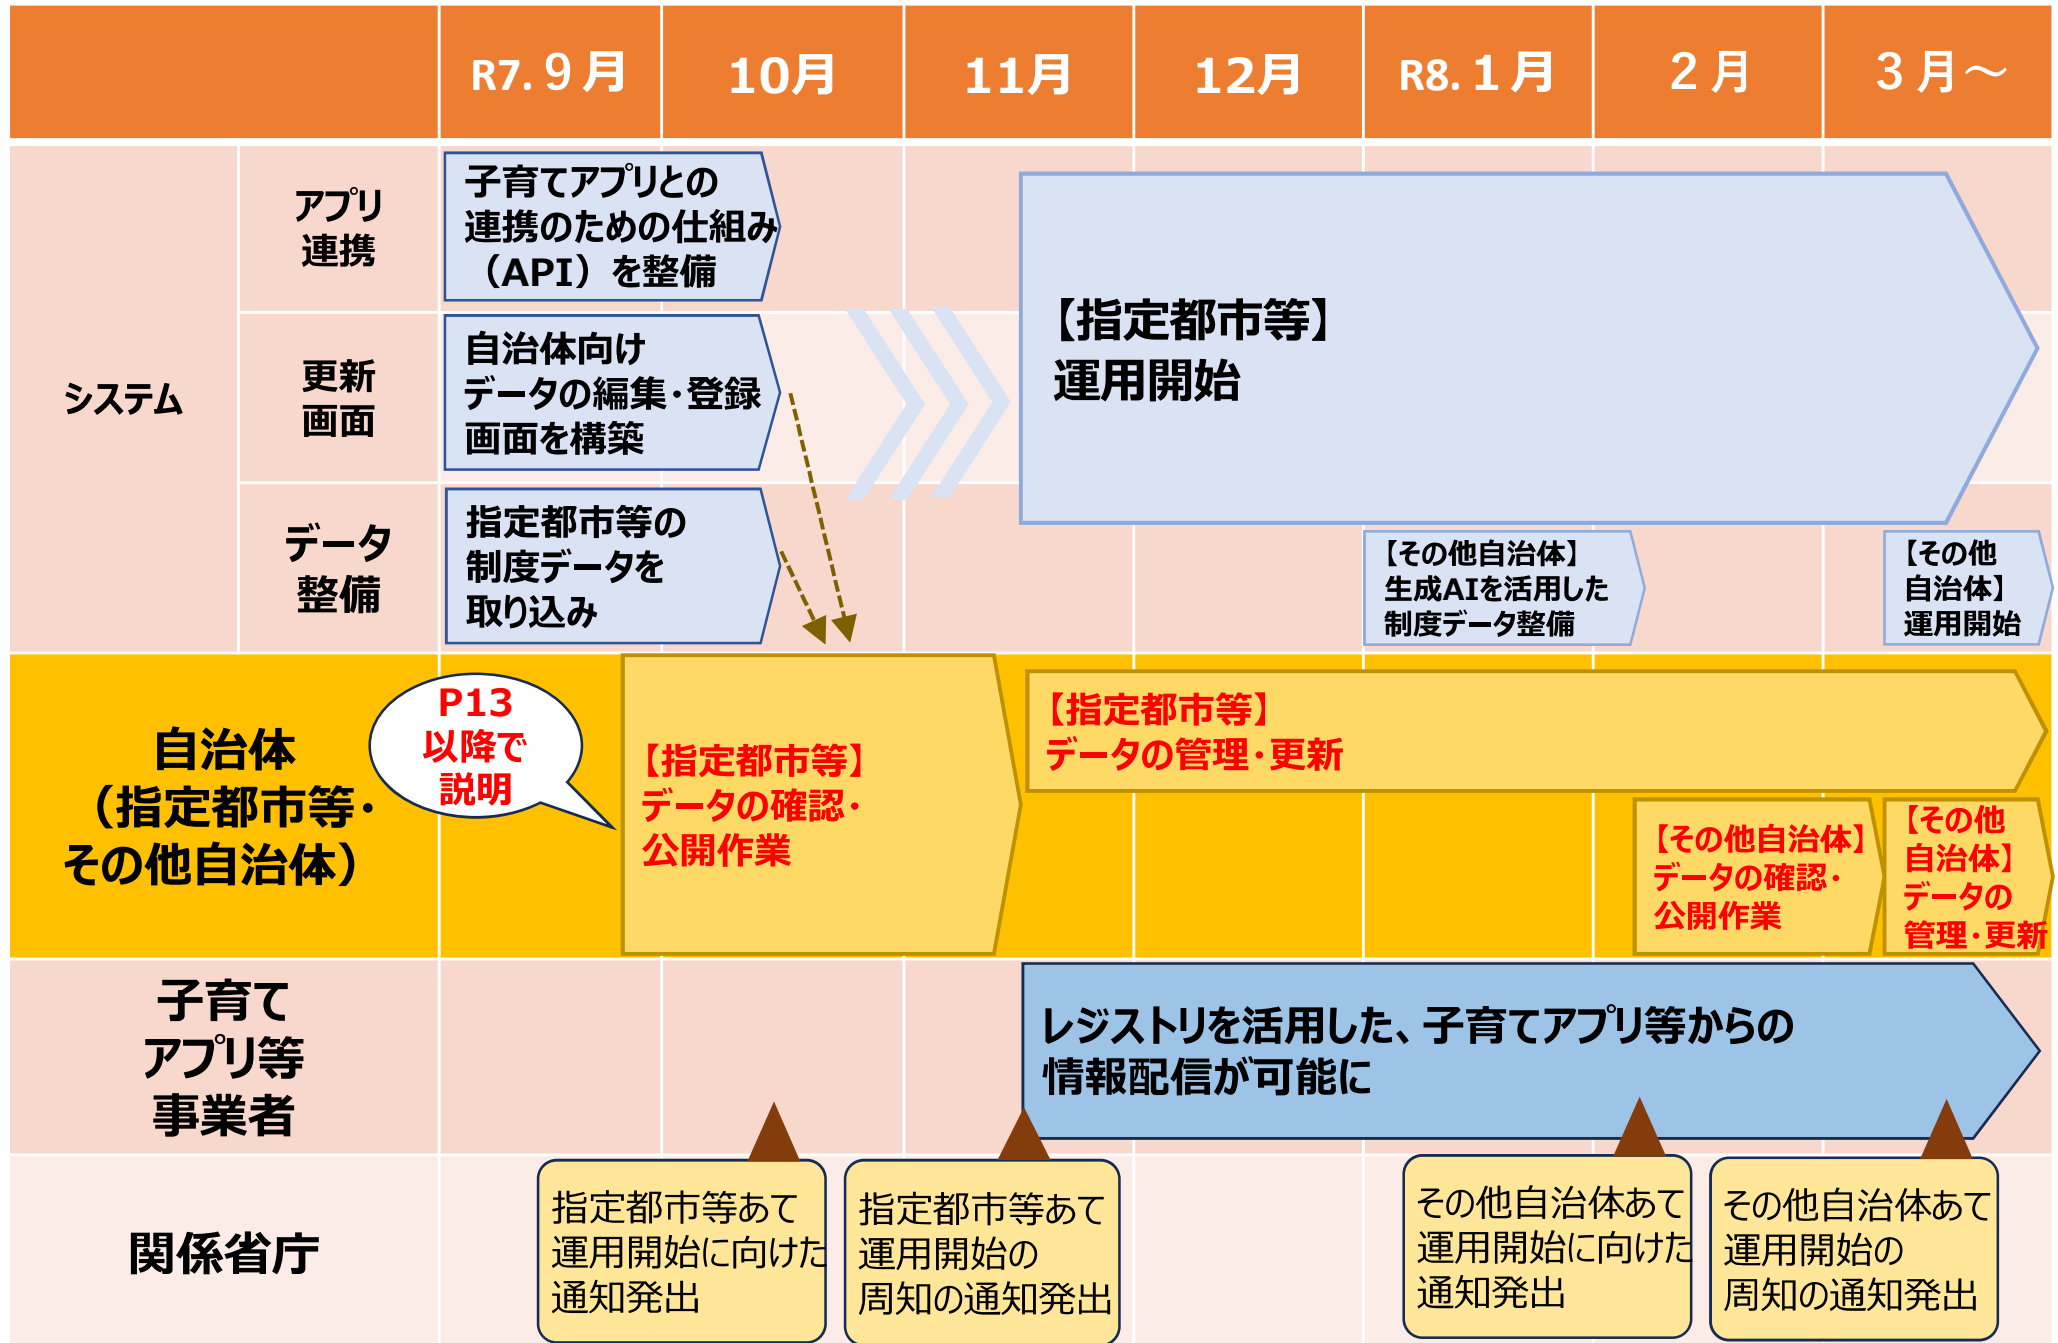 R7.９月
10月
11月
12月
R8.１月
２月
３月～
システム
アプリ
連携
子育てアプリとの
連携のための仕組み
（API）を整備
更新
画面
自治体向け
データの編集・登録
画面を構築
データ
整備
指定都市等の
制度データを
取り込み
【指定都市等】
運用開始
【その他自治体】
生成AIを活用した
制度データ整備
【その他
自治体】
運用開始
自治体
（指定都市等・
その他自治体）
P13
以降で
説明
【指定都市等】
データの確認・
公開作業
【指定都市等】
データの管理・更新
【その他自治体】
データの確認・
公開作業
【その他
自治体】
データの
管理・更新
子育て
アプリ等
事業者
レジストリを活用した、子育てアプリ等からの
情報配信が可能に
関係省庁
指定都市等あて
運用開始に向けた
通知発出
指定都市等あて
運用開始の
周知の通知発出
その他自治体あて
運用開始に向けた
通知発出
その他自治体あて
運用開始の
周知の通知発出